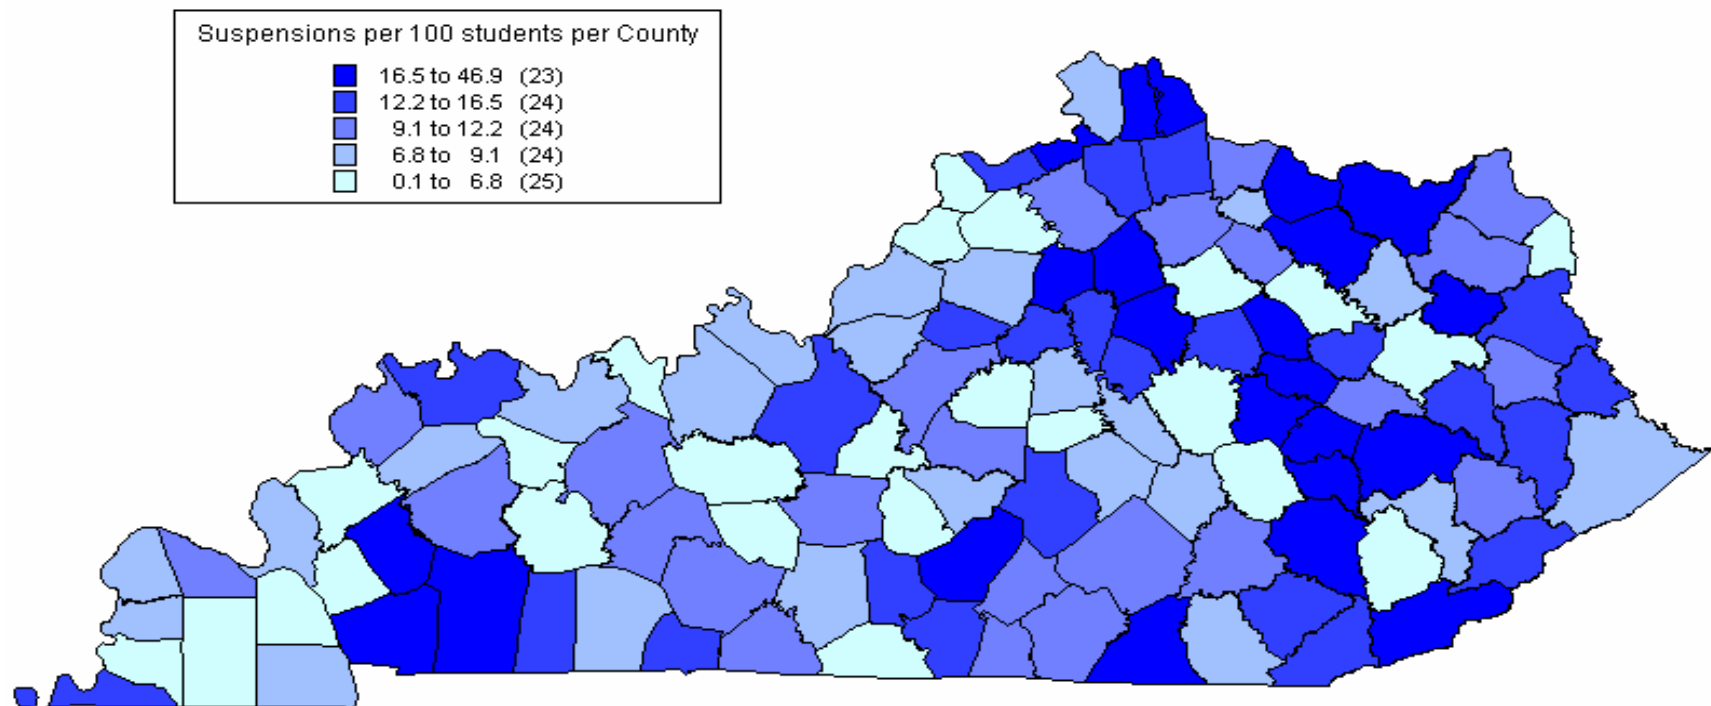 Suspensions per 100 students per County
16.5 to 46.9 (23)
12.2 to 16.5 (24)
9.1 to 12.2 (24)
6.8 to 9.1 (24)
0.1 to 6.8 (25)